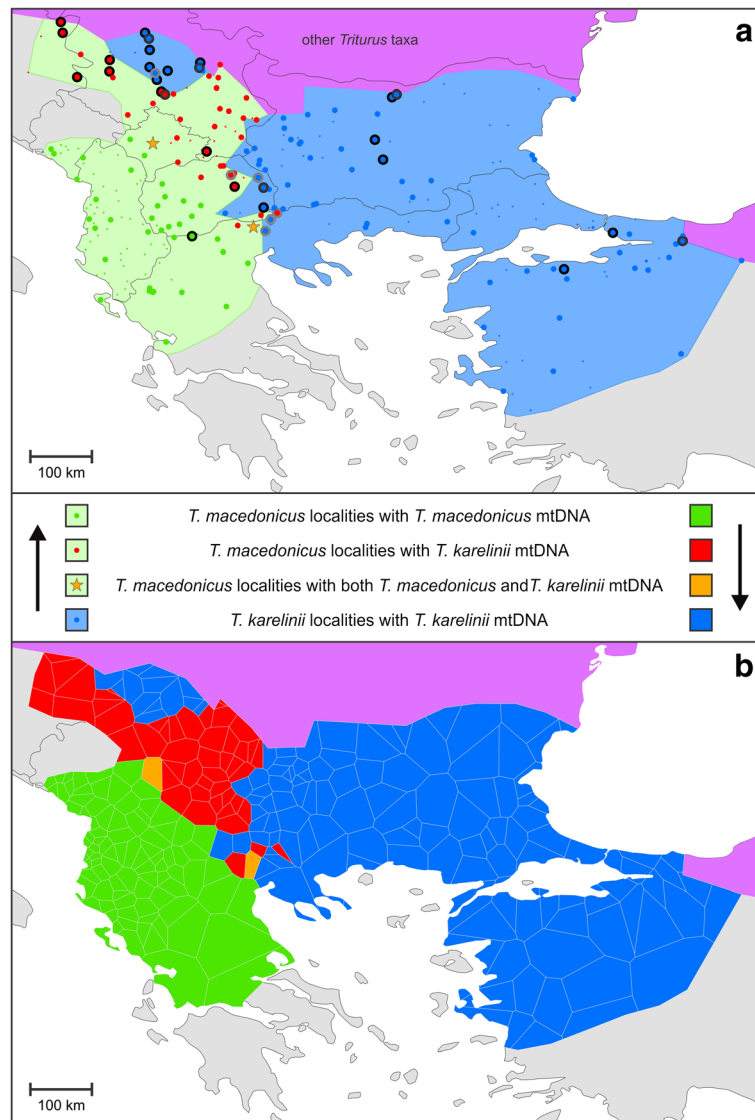 a
other Triturus taxa
100 km
T. macedonicus localities with T. macedonicus mtDNA
T. macedonicus localities with T. karelinii mtDNA
T. macedonicus localities with both T. macedonicus andT. karelinii mtDNA
T. karelinii localities with T. karelinii mtDNA
b
100 km